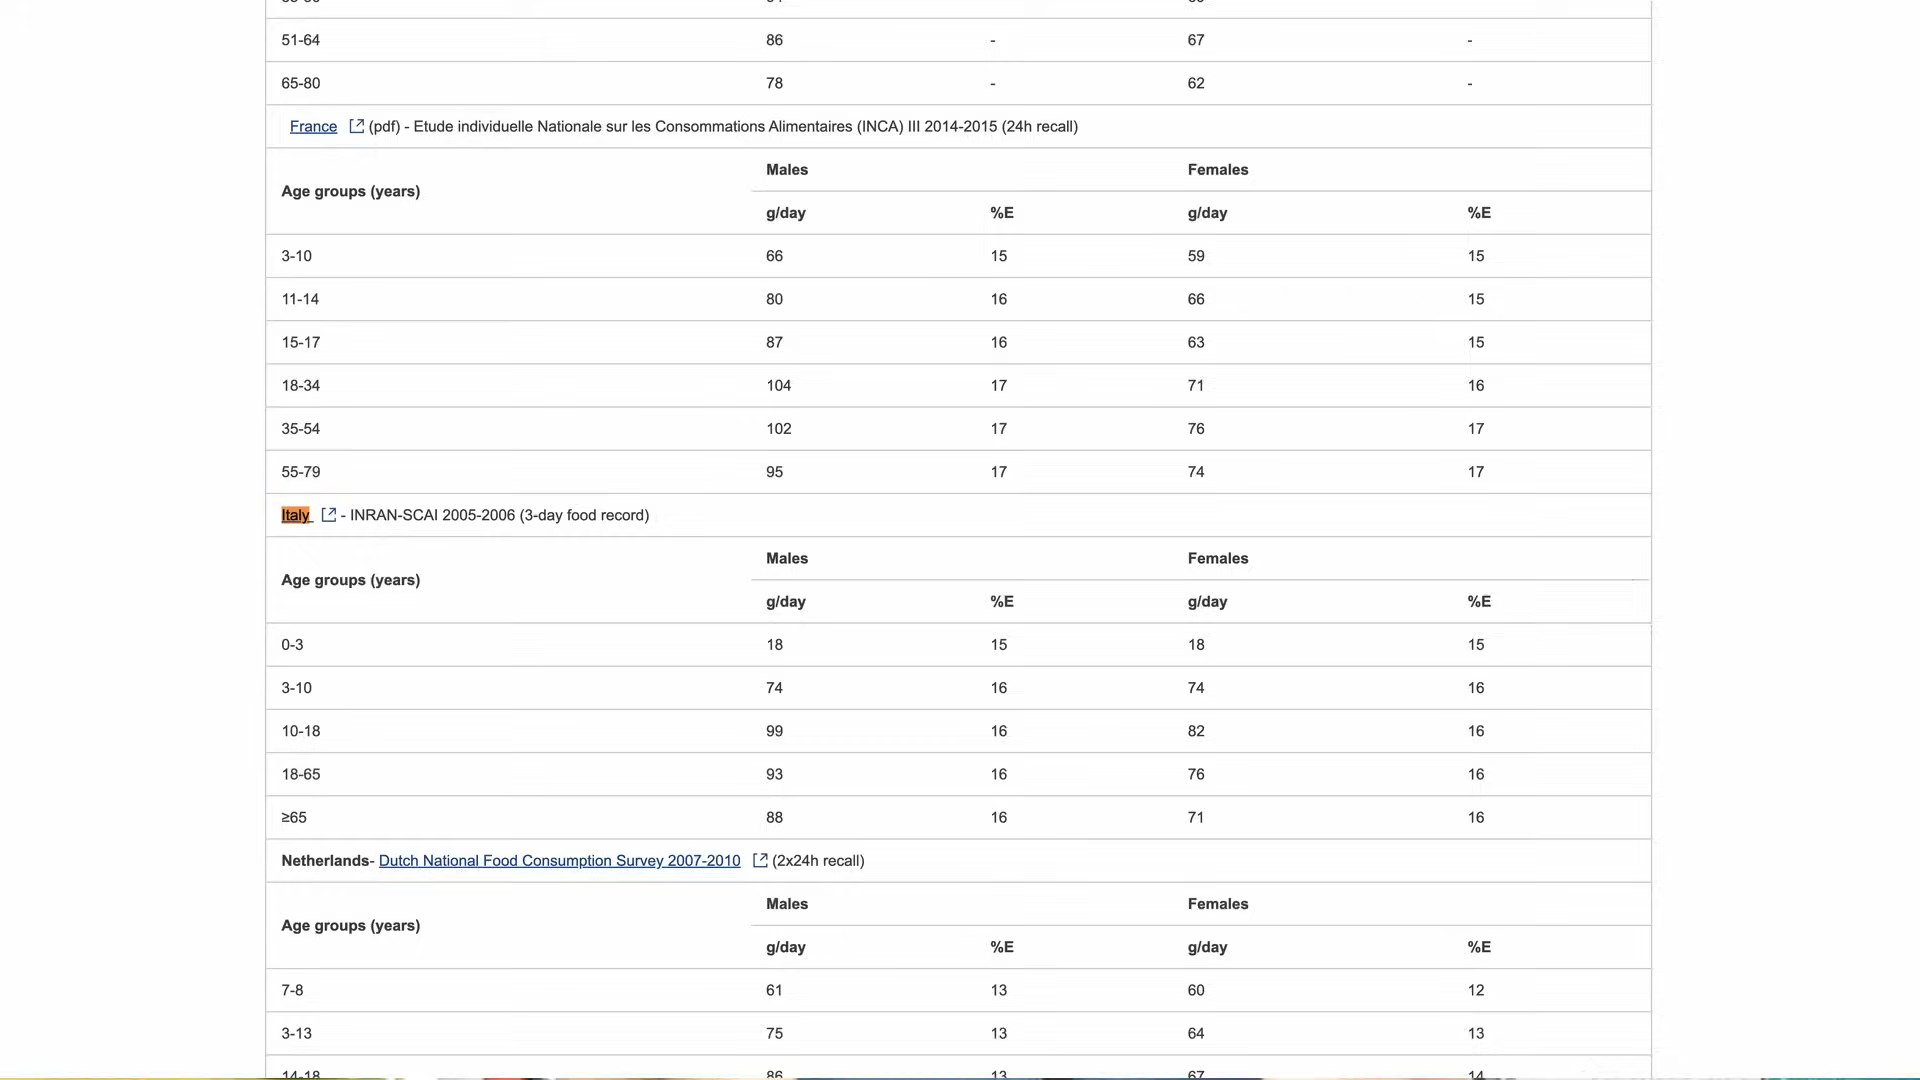 51-64 86 - 67 -
65-80 78 - 62 -
France (pdf) - Etude individuelle Nationale sur les Consommations Alimentaires (INCA) III 2014-2015 (24h recall)
Age groups (years) Males Females
g/day %E g/day %E
3-10 66 15 59 15
11-14 80 16 66 15
15-17 87 16 63 15
18-34 104 17 71 16
35-54 102 17 76 17
55-79 95 17 74 17
Italy - INRAN-SCAI 2005-2006 (3-day food record)
Age groups (years) Males Females
g/day %E g/day %E
0-3 18 15 18 15
3-10 74 16 74 16
10-18 99 16 82 16
18-65 93 16 76 16
≥65 88 16 71 16
Netherlands- Dutch National Food Consumption Survey 2007-2010 (2x24h recall)
Age groups (years) Males Females
g/day %E g/day %E
7-8 61 13 60 12
3-13 75 13 64 13
14-18 86 13 67 14